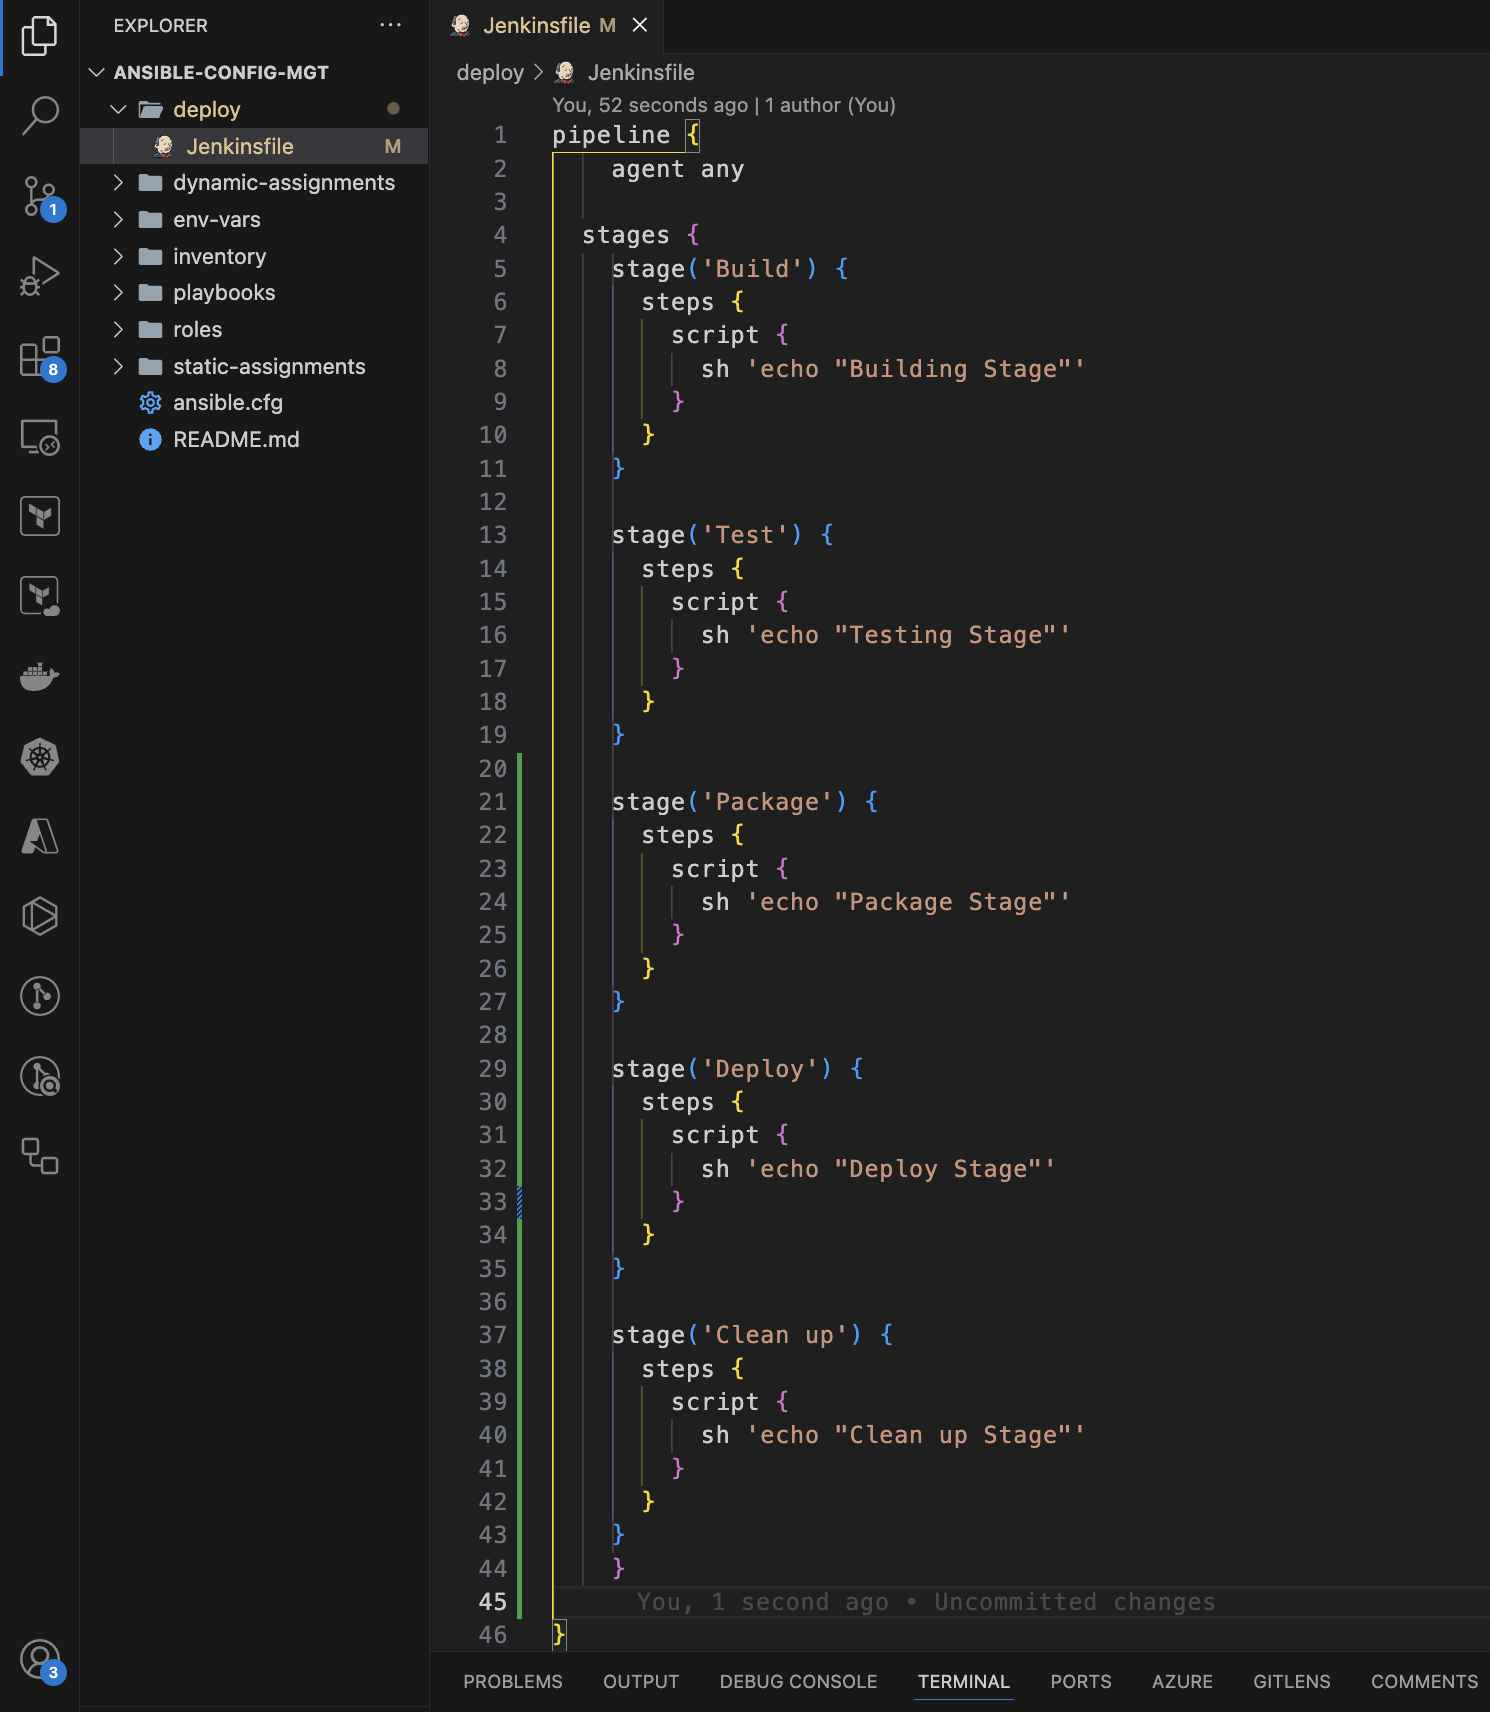 EXPLORER
ANSIBLE-CONFIG-MGT
deploy
Jenkinsfile M
dynamic-assignments
env-vars
inventory
playbooks
roles
static-assignments
ansible.cfg
README.md
1
8
3
Jenkinsfile M
deploy > Jenkinsfile
You, 52 seconds ago | 1 author (You)
1 pipeline {
2     agent any
3
4   stages {
5     stage('Build') {
6       steps {
7         script {
8           sh 'echo "Building Stage"'
9         }
10       }
11     }
12
13     stage('Test') {
14       steps {
15         script {
16           sh 'echo "Testing Stage"'
17         }
18       }
19     }
20
21     stage('Package') {
22       steps {
23         script {
24           sh 'echo "Package Stage"'
25         }
26       }
27     }
28
29     stage('Deploy') {
30       steps {
31         script {
32           sh 'echo "Deploy Stage"'
33         }
34       }
35     }
36
37     stage('Clean up') {
38       steps {
39         script {
40           sh 'echo "Clean up Stage"'
41         }
42       }
43     }
44     }
45 You, 1 second ago • Uncommitted changes
46 }
PROBLEMS OUTPUT DEBUG CONSOLE TERMINAL PORTS AZURE GITLENS COMMENTS